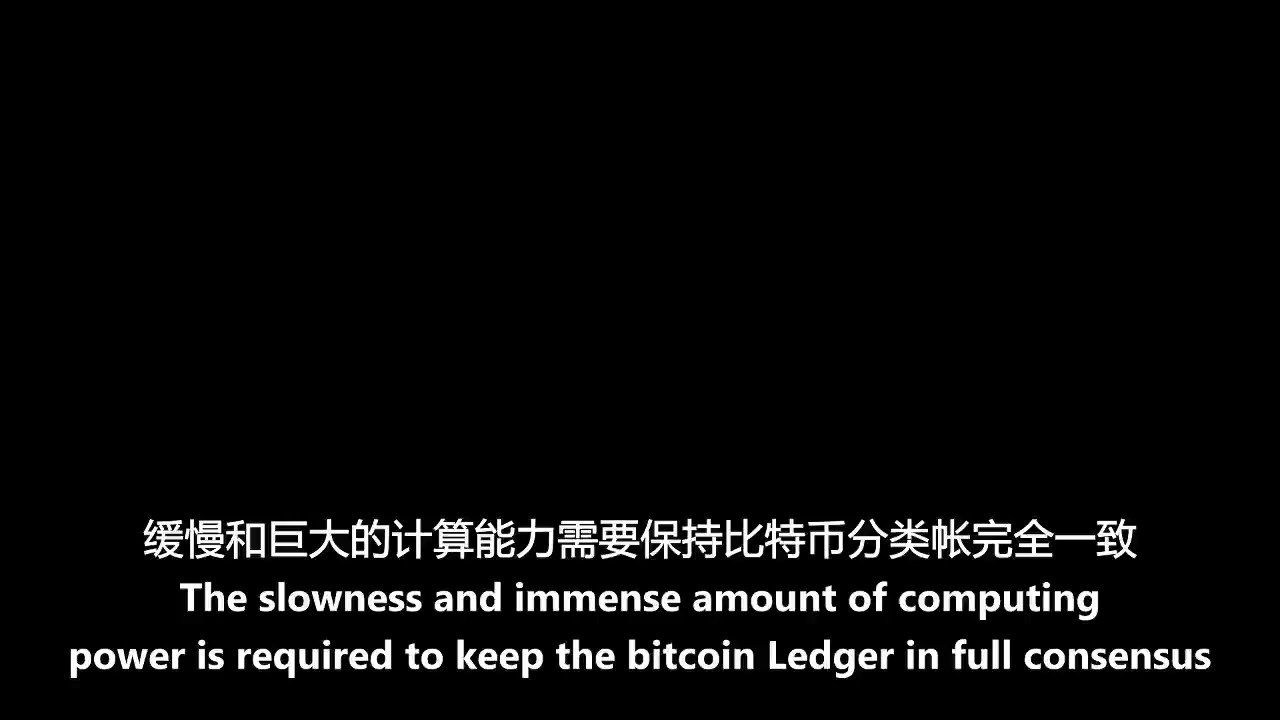 缓慢和巨大的计算能力需要保持比特币分类帐完全一致
The slowness and immense amount of computing
power is required to keep the bitcoin Ledger in full consensus